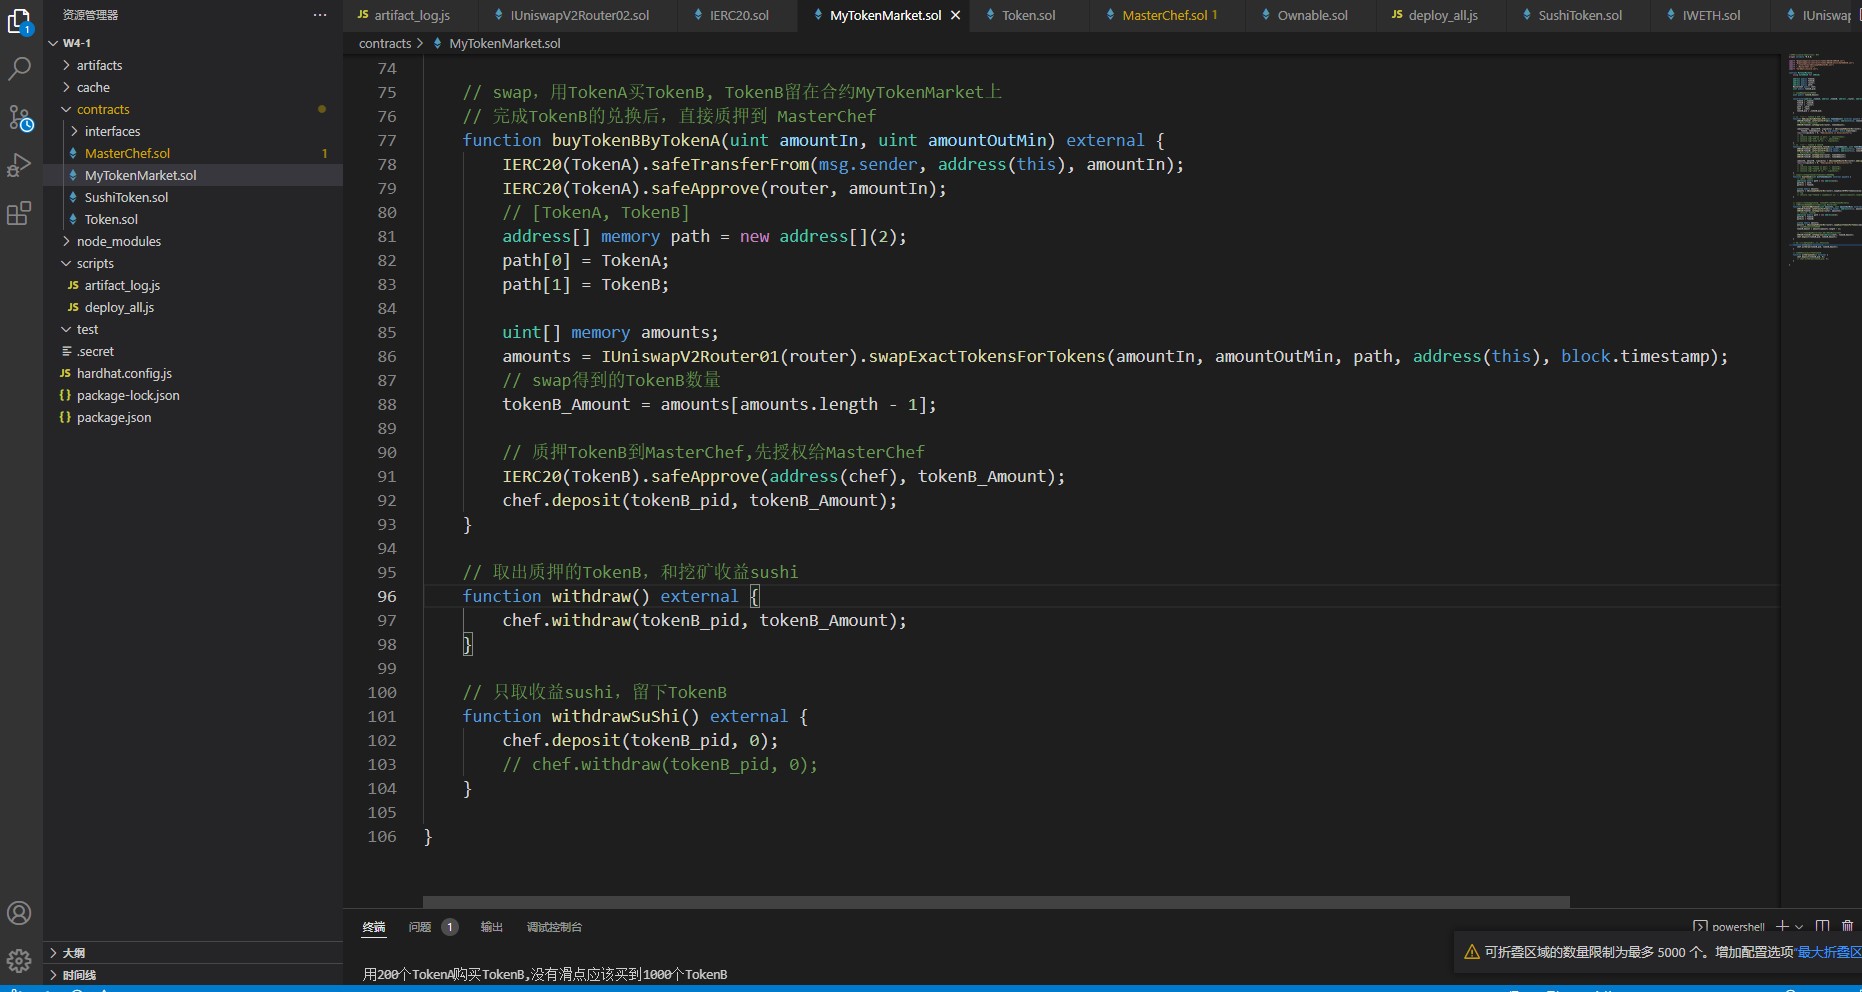 资源管理器
W4-1
artifacts
cache
contracts
interfaces
MasterChef.sol 1
MyTokenMarket.sol
SushiToken.sol
Token.sol
node_modules
scripts
JS artifact_log.js
JS deploy_all.js
test
.secret
JS hardhat.config.js
{} package-lock.json
{} package.json
大纲
时间线
1
JS artifact_log.js
IUniswapV2Router02.sol
IERC20.sol
MyTokenMarket.sol
Token.sol
MasterChef.sol 1
Ownable.sol
JS deploy_all.js
SushiToken.sol
IWETH.sol
IUniswap
contracts > MyTokenMarket.sol
74
75 // swap，用TokenA买TokenB, TokenB留在合约MyTokenMarket上
76 // 完成TokenB的兑换后，直接质押到 MasterChef
77 function buyTokenBByTokenA(uint amountIn, uint amountOutMin) external {
78 IERC20(TokenA).safeTransferFrom(msg.sender, address(this), amountIn);
79 IERC20(TokenA).safeApprove(router, amountIn);
80 // [TokenA, TokenB]
81 address[] memory path = new address[](2);
82 path[0] = TokenA;
83 path[1] = TokenB;
84
85 uint[] memory amounts;
86 amounts = IUniswapV2Router01(router).swapExactTokensForTokens(amountIn, amountOutMin, path, address(this), block.timestamp);
87 // swap得到的TokenB数量
88 tokenB_Amount = amounts[amounts.length - 1];
89
90 // 质押TokenB到MasterChef,先授权给MasterChef
91 IERC20(TokenB).safeApprove(address(chef), tokenB_Amount);
92 chef.deposit(tokenB_pid, tokenB_Amount);
93 }
94
95 // 取出质押的TokenB，和挖矿收益sushi
96 function withdraw() external {
97 chef.withdraw(tokenB_pid, tokenB_Amount);
98 }
99
100 // 只取收益sushi，留下TokenB
101 function withdrawSuShi() external {
102 chef.deposit(tokenB_pid, 0);
103 // chef.withdraw(tokenB_pid, 0);
104 }
105
106 }
终端 问题 1 输出 调试控制台
powershell
可折叠区域的数量限制为最多 5000 个。增加配置选项“最大折叠区
用200个TokenA购买TokenB,没有滑点应该买到1000个TokenB